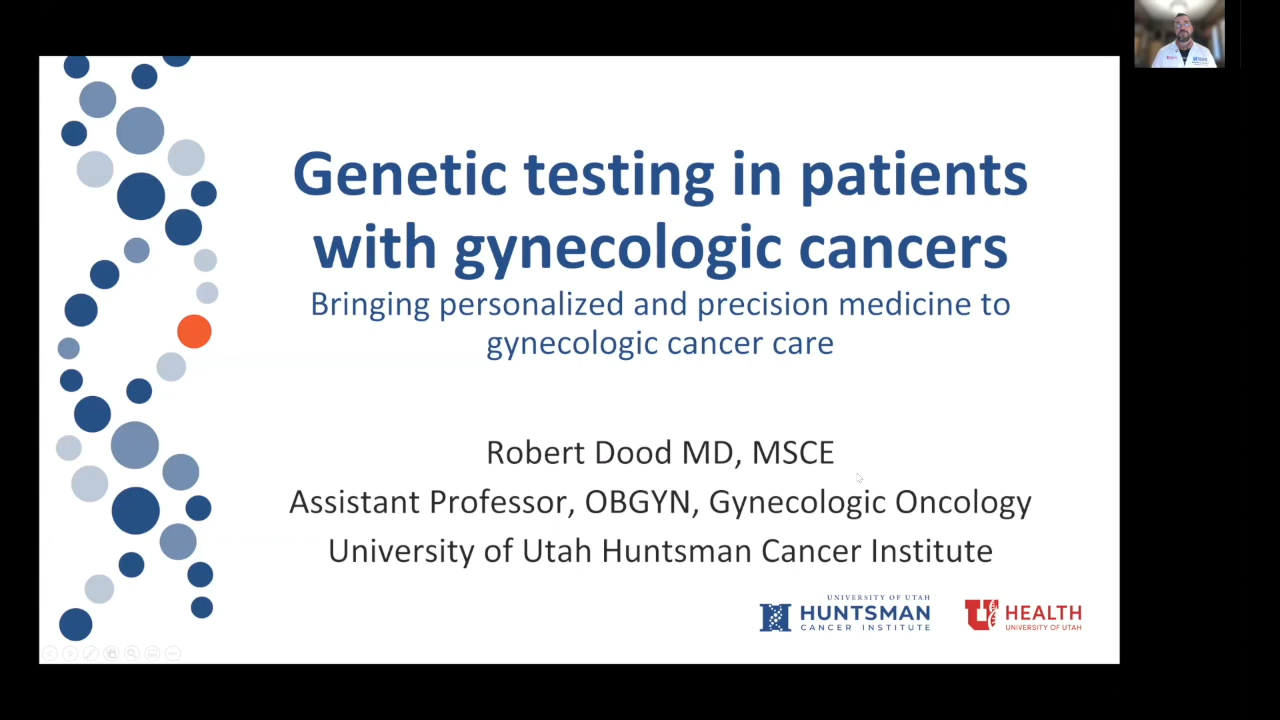 Genetic testing in patients
with gynecologic cancers
Bringing personalized and precision medicine to
gynecologic cancer care
Robert Dood MD, MSCE
Assistant Professor, OBGYN, Gynecologic Oncology
University of Utah Huntsman Cancer Institute
UNIVERSITY OF UTAH
HUNTSMAN
CANCER INSTITUTE
U HEALTH
UNIVERSITY OF UTAH